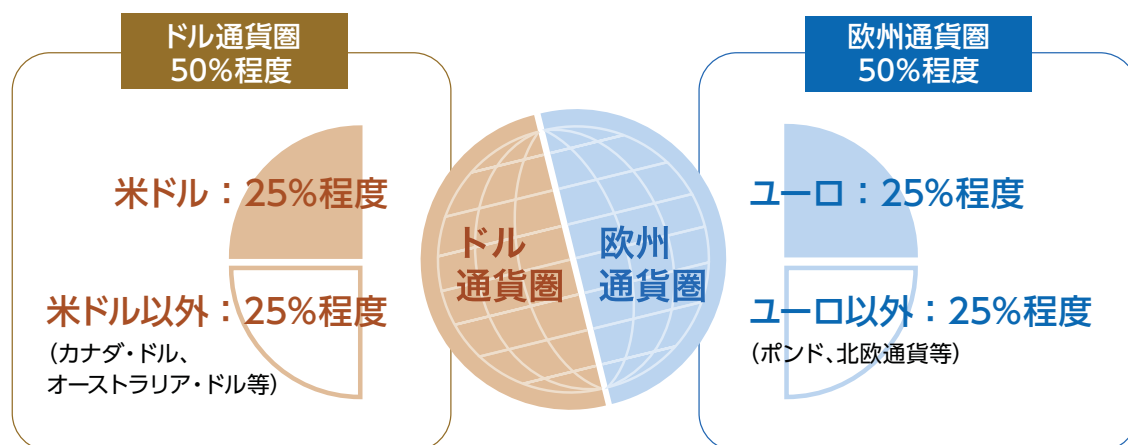 ドル通貨圏
50%程度
米ドル：25%程度
米ドル以外：25%程度
（カナダ・ドル、
オーストラリア・ドル等）
ドル
通貨圏
欧州
通貨圏
欧州通貨圏
50%程度
ユーロ：25%程度
ユーロ以外：25%程度
（ポンド、北欧通貨等）